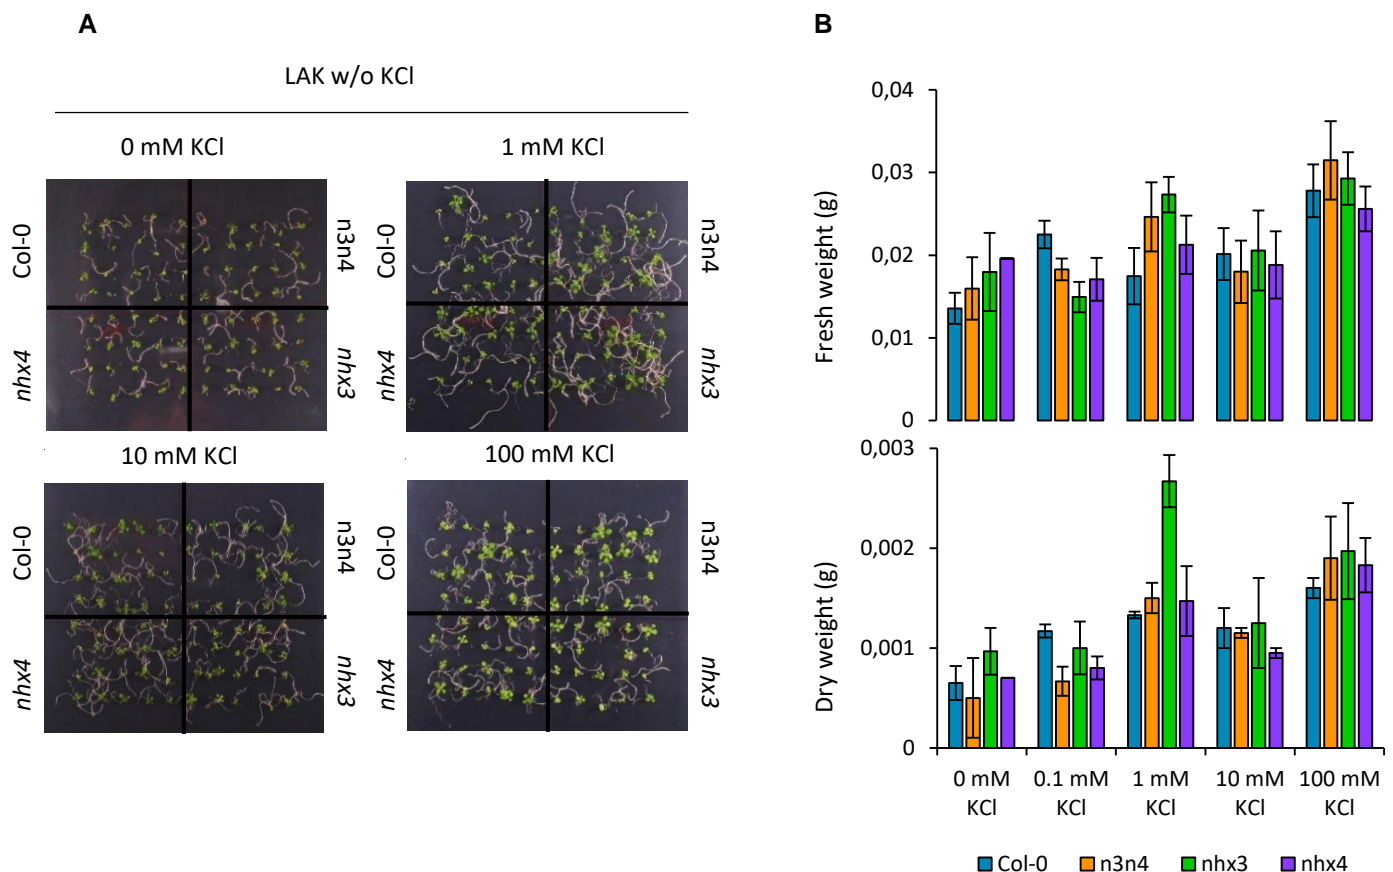 A
LAK w/o KCl
0 mM KCl
1 mM KCl
Col-0
n3n4
nhx4
nhx3
Col-0
n3n4
nhx4
nhx3
10 mM KCl
100 mM KCl
Col-0
n3n4
nhx4
nhx3
Col-0
n3n4
nhx4
nhx3
B
Fresh weight (g)
0,04
0,03
0,02
0,01
0
Dry weight (g)
0,003
0,002
0,001
0
0 mM KCl
0.1 mM KCl
1 mM KCl
10 mM KCl
100 mM KCl
Col-0 n3n4 nhx3 nhx4